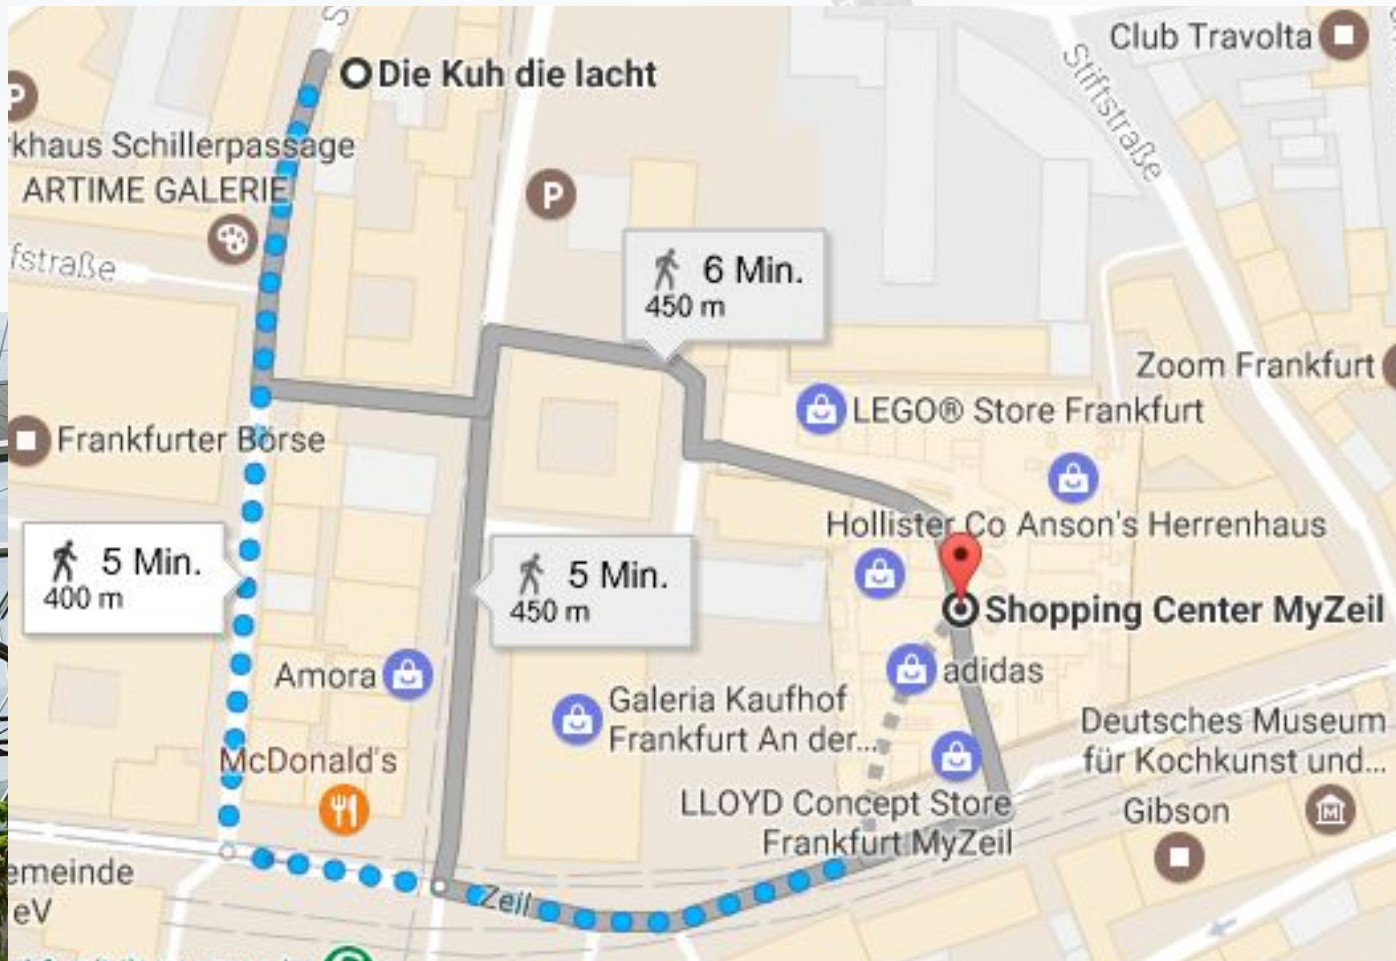 Die Kuh die lacht
Club Travolta
Stiftstraße
P
rkhaus Schillerpassage
ARTIME GALERIE
P
fstraße
6 Min.
450 m
Zoom Frankfurt
LEGO® Store Frankfurt
Frankfurter Börse
Hollister Co
Anson's Herrenhaus
5 Min.
400 m
5 Min.
450 m
Shopping Center MyZeil
Amora
adidas
Galeria Kaufhof
Frankfurt An der...
Deutsches Museum
für Kochkunst und...
McDonald's
LLOYD Concept Store
Frankfurt MyZeil
Gibson
M
emeinde
eV
Zeil